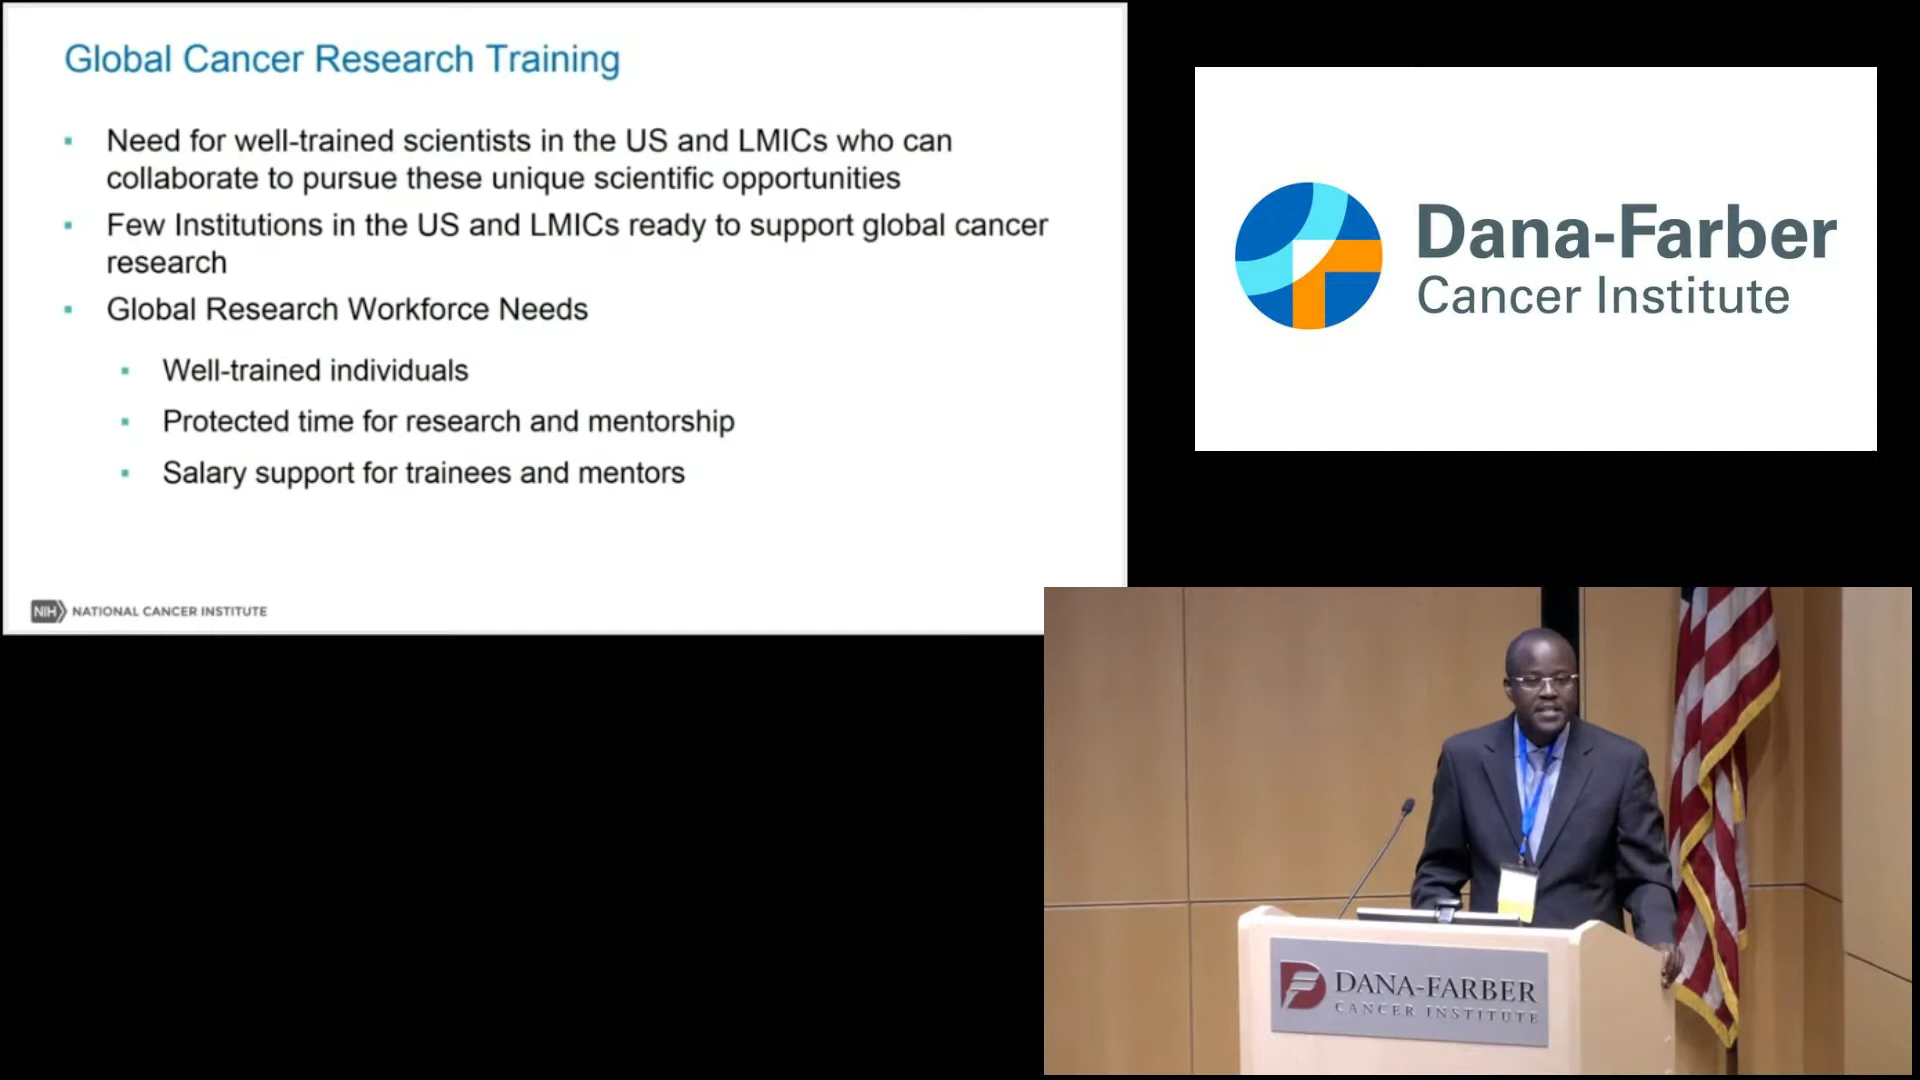 Global Cancer Research Training
Need for well-trained scientists in the US and LMICs who can
collaborate to pursue these unique scientific opportunities
Few Institutions in the US and LMICs ready to support global cancer
research
Global Research Workforce Needs
Well-trained individuals
Protected time for research and mentorship
Salary support for trainees and mentors
NIH NATIONAL CANCER INSTITUTE
Dana-Farber
Cancer Institute
DANA-FARBER
CANCER INSTITUTE